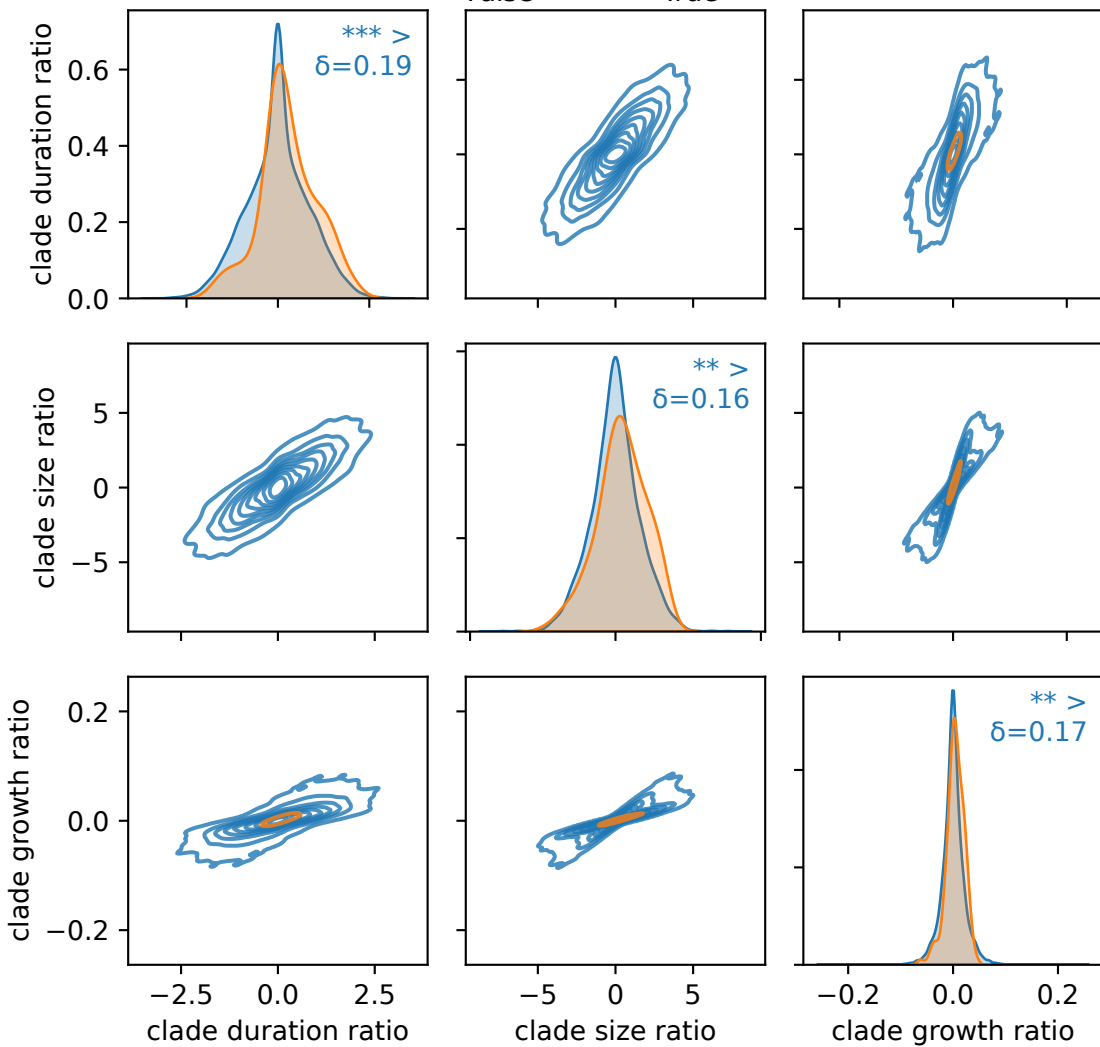 False True
clade duration ratio
0.6
0.4
0.2
0.0
*** >
δ=0.19
clade size ratio
5
0
−5
** >
δ=0.16
clade growth ratio
0.2
0.0
−0.2
** >
δ=0.17
−2.5 0.0 2.5
−5 0 5
−0.2 0.0 0.2
clade duration ratio
clade size ratio
clade growth ratio